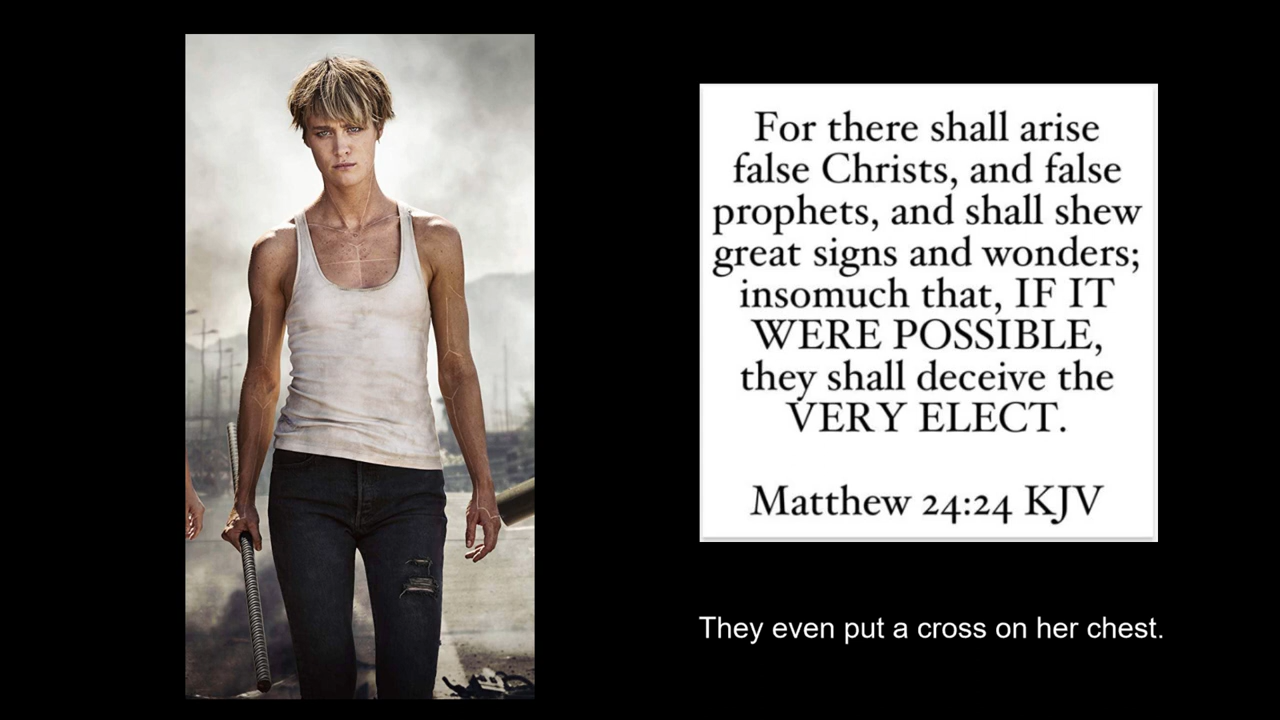 For there shall arise
false Christs, and false
prophets, and shall shew
great signs and wonders;
insomuch that, IF IT
WERE POSSIBLE,
they shall deceive the
VERY ELECT.
Matthew 24:24 KJV
They even put a cross on her chest.